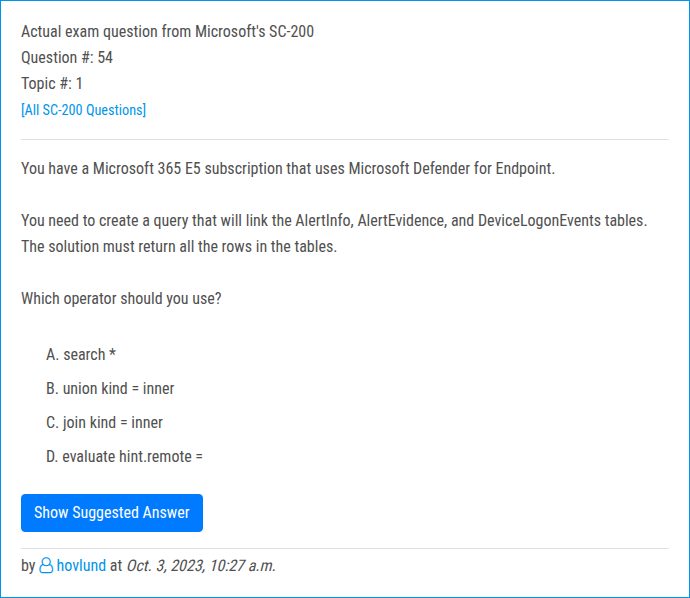 Actual exam question from Microsoft's SC-200
Question #: 54
Topic #: 1
[All SC-200 Questions]
You have a Microsoft 365 E5 subscription that uses Microsoft Defender for Endpoint.
You need to create a query that will link the AlertInfo, AlertEvidence, and DeviceLogonEvents tables.
The solution must return all the rows in the tables.
Which operator should you use?
A. search *
B. union kind = inner
C. join kind = inner
D. evaluate hint.remote =
Show Suggested Answer
by hovlund at Oct. 3, 2023, 10:27 a.m.